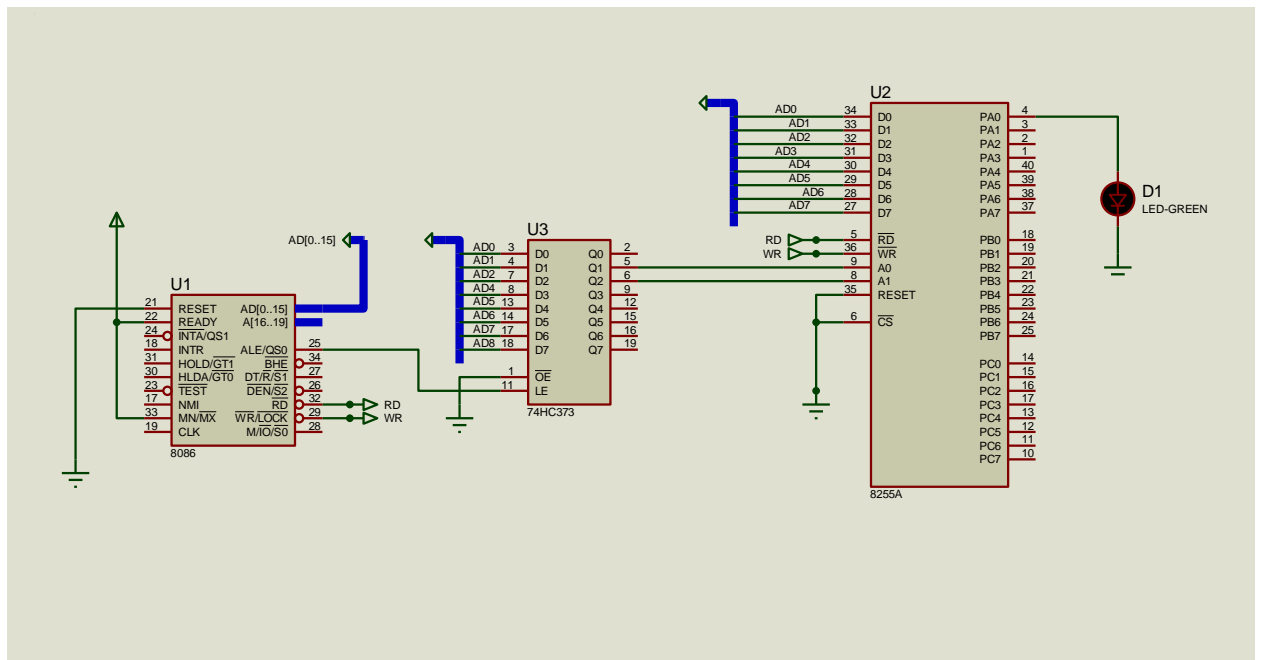 U1
21 RESET AD[0..15]
22 READY A[16..19]
24 INTA/QS1
18 INTR ALE/QS0 25
31 HOLD/GT1 BHE 34
30 HLDA/GT0 DT/R/S1 27
23 TEST DEN/S2 26
17 NMI RD 32 RD
33 MN/MX WR/LOCK 29 WR
19 CLK M/IO/S0 28
8086
AD[0..15]
U3
AD0 3 D0 Q0 2
AD1 4 D1 Q1 5
AD2 7 D2 Q2 6
AD4 8 D3 Q3 9
AD5 13 D4 Q4 12
AD6 14 D5 Q5 15
AD7 17 D6 Q6 16
AD8 18 D7 Q7 19
1 OE
11 LE
74HC373
U2
AD0 34 D0 PA0 4
AD1 33 D1 PA1 3
AD2 32 D2 PA2 2
AD3 31 D3 PA3 1
AD4 30 D4 PA4 40
AD5 29 D5 PA5 39
AD6 28 D6 PA6 38
AD7 27 D7 PA7 37
RD 5 RD PB0 18
WR 36 WR PB1 19
9 A0 PB2 20
8 A1 PB3 21
35 RESET PB4 22
PB5 23
6 CS PB6 24
PB7 25
PC0 14
PC1 15
PC2 16
PC3 17
PC4 13
PC5 12
PC6 11
PC7 10
8255A
D1
LED-GREEN